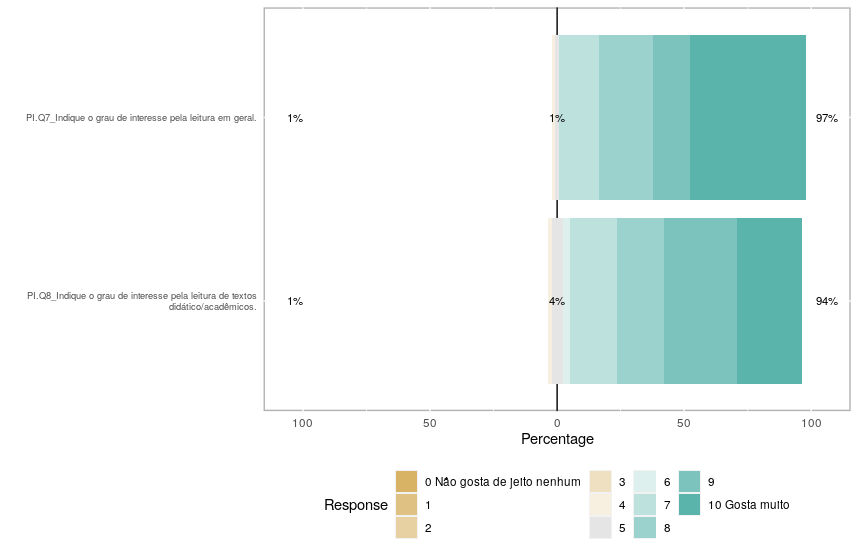 PI.Q7_Indique o grau de interesse pela leitura em geral.
1%
1%
97%
PI.Q8_Indique o grau de interesse pela leitura de textos
didático/acadêmicos.
1%
4%
94%
100
50
0
50
100
Percentage
Response
0 Não gosta de jeito nenhum
1
2
3
4
5
6
7
8
9
10 Gosta muito